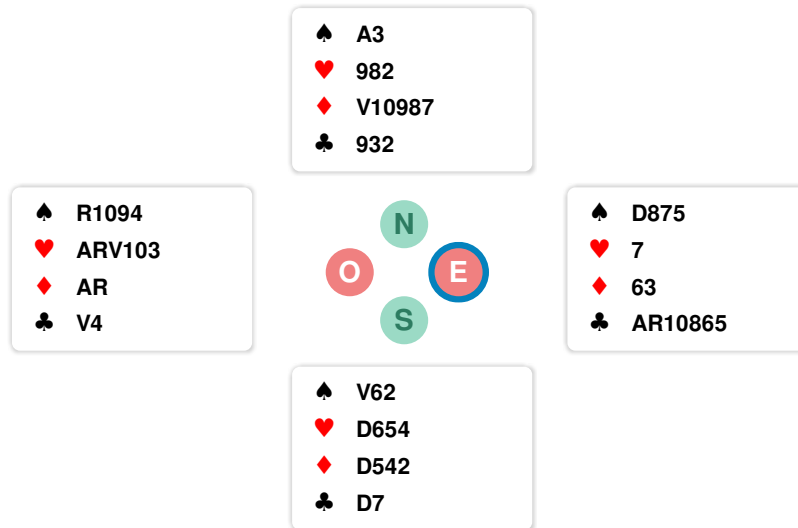 ♠ A3
♥ 982
♦ V10987
♣ 932
♠ R1094
♥ ARV103
♦ AR
♣ V4
N
O
E
S
♠ D875
♥ 7
♦ 63
♣ AR10865
♠ V62
♥ D654
♦ D542
♣ D7